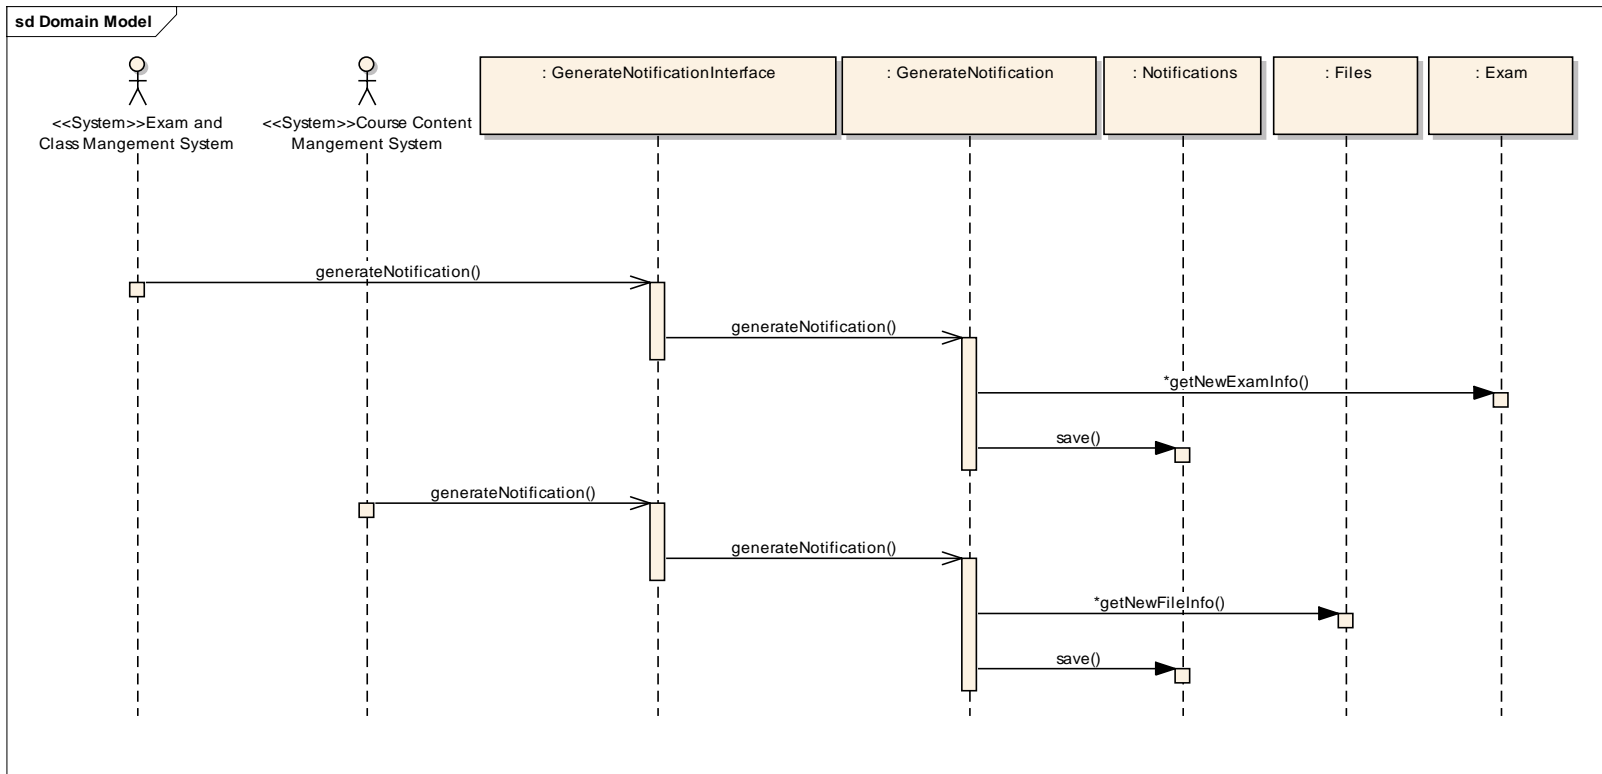 sd Domain Model
<<System>>Exam and
Class Mangement System
<<System>>Course Content
Mangement System
: GenerateNotificationInterface
: GenerateNotification
: Notifications
: Files
: Exam
generateNotification()
generateNotification()
*getNewExamInfo()
save()
generateNotification()
generateNotification()
*getNewFileInfo()
save()